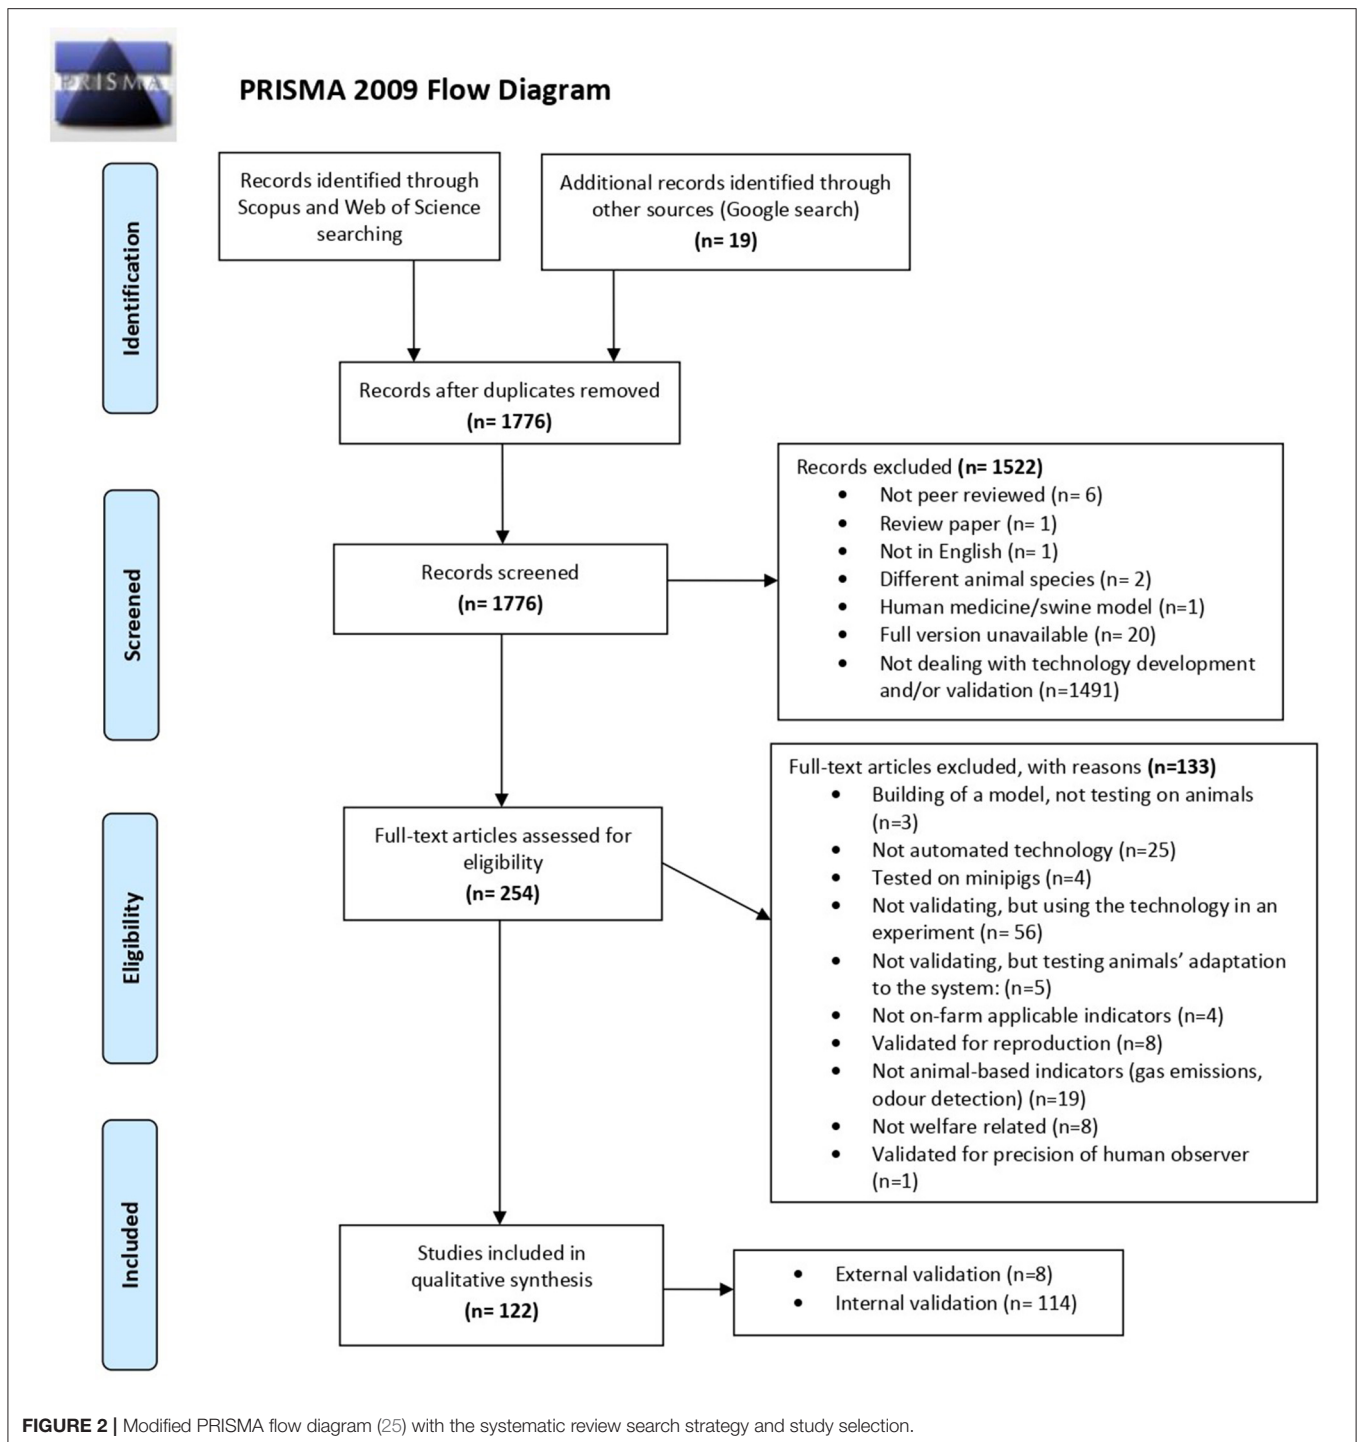 PRISMA
PRISMA 2009 Flow Diagram
Identification
Records identified through
Scopus and Web of Science
searching
Additional records identified through
other sources (Google search)
(n= 19)
Records after duplicates removed
(n= 1776)
Screened
Records screened
(n= 1776)
Records excluded (n= 1522)
• Not peer reviewed (n= 6)
• Review paper (n= 1)
• Not in English (n= 1)
• Different animal species (n= 2)
• Human medicine/swine model (n=1)
• Full version unavailable (n= 20)
• Not dealing with technology development
and/or validation (n=1491)
Eligibility
Full-text articles assessed for
eligibility
(n= 254)
Full-text articles excluded, with reasons (n=133)
• Building of a model, not testing on animals
(n=3)
• Not automated technology (n=25)
• Tested on minipigs (n=4)
• Not validating, but using the technology in an
experiment (n= 56)
• Not validating, but testing animals’ adaptation
to the system: (n=5)
• Not on-farm applicable indicators (n=4)
• Validated for reproduction (n=8)
• Not animal-based indicators (gas emissions,
odour detection) (n=19)
• Not welfare related (n=8)
• Validated for precision of human observer
(n=1)
Included
Studies included in
qualitative synthesis
(n= 122)
• External validation (n=8)
• Internal validation (n= 114)
FIGURE 2 | Modified PRISMA flow diagram (25) with the systematic review search strategy and study selection.